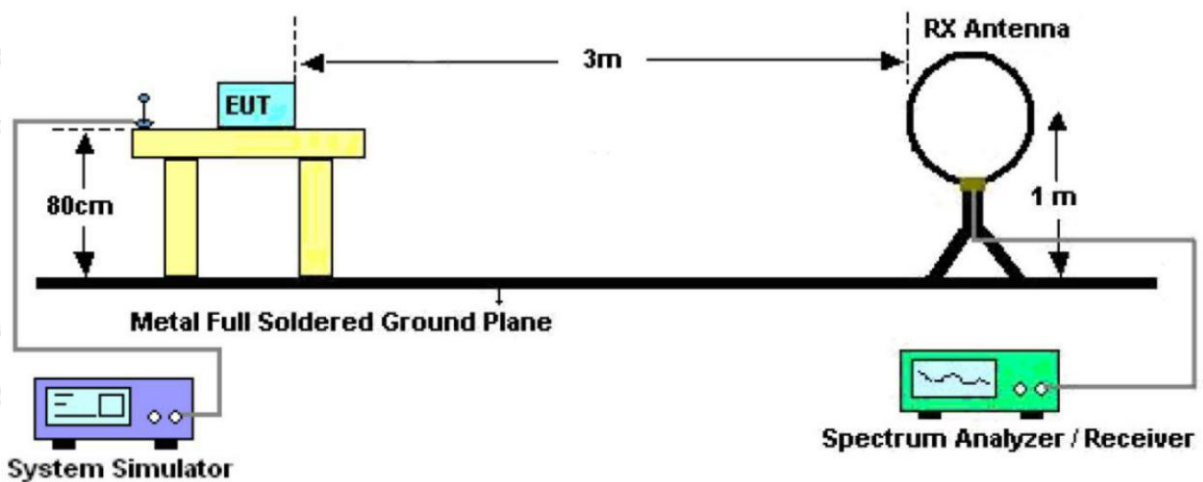 RX Antenna
3m
EUT
80cm
1 m
Metal Full Soldered Ground Plane
System Simulator
Spectrum Analyzer / Receiver